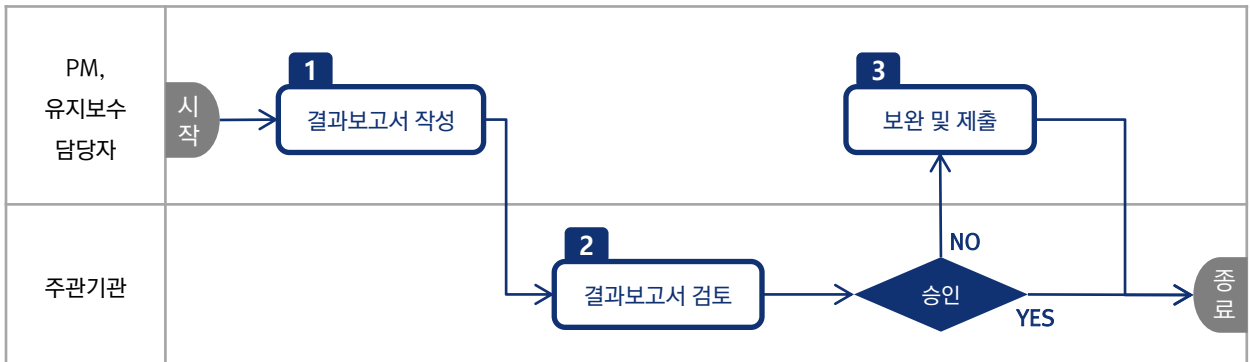 PM,
유지보수
담당자
시
작
1
결과보고서 작성
3
보완 및 제출
주관기관
2
결과보고서 검토
승인
NO
YES
종
료